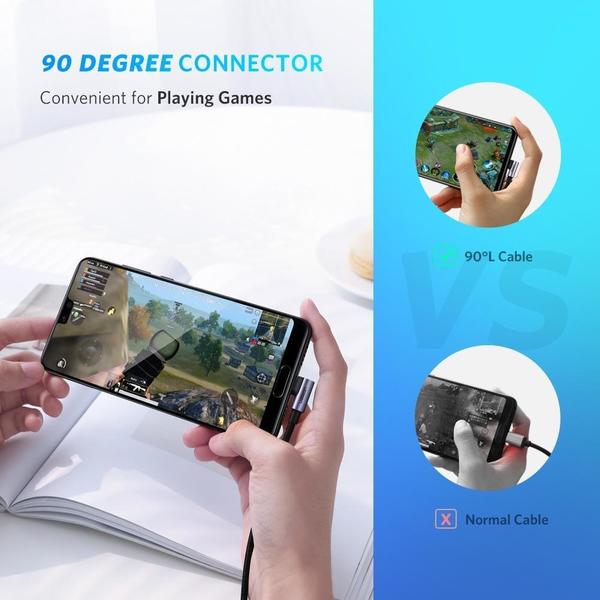 90 DEGREE CONNECTOR
Convenient for Playing Games
90°L Cable
VS
X Normal Cable